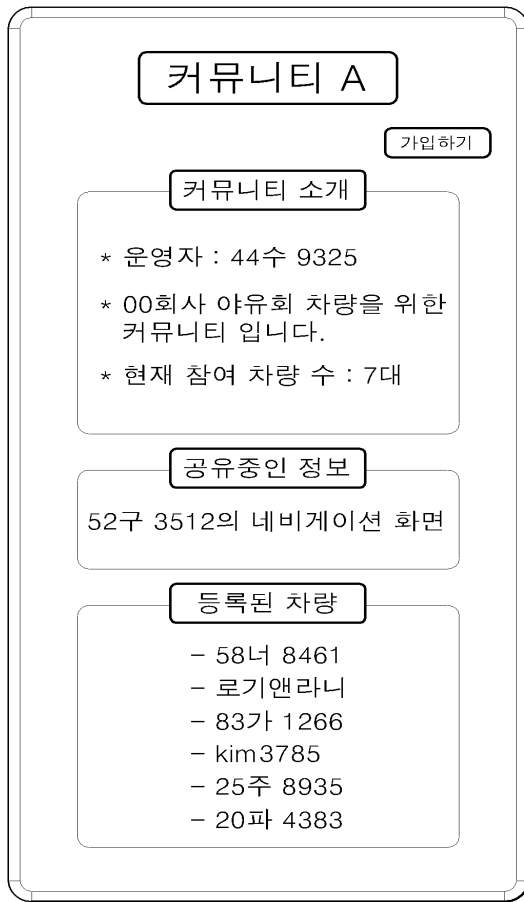 커뮤니티 A
가입하기
커뮤니티 소개
* 운영자 : 44수 9325
* 00회사 야유회 차량을 위한
커뮤니티 입니다.
* 현재 참여 차량 수 : 7대
공유중인 정보
52구 3512의 네비게이션 화면
등록된 차량
- 58너 8461
- 로기앤라니
- 83가 1266
- kim3785
- 25주 8935
- 20파 4383